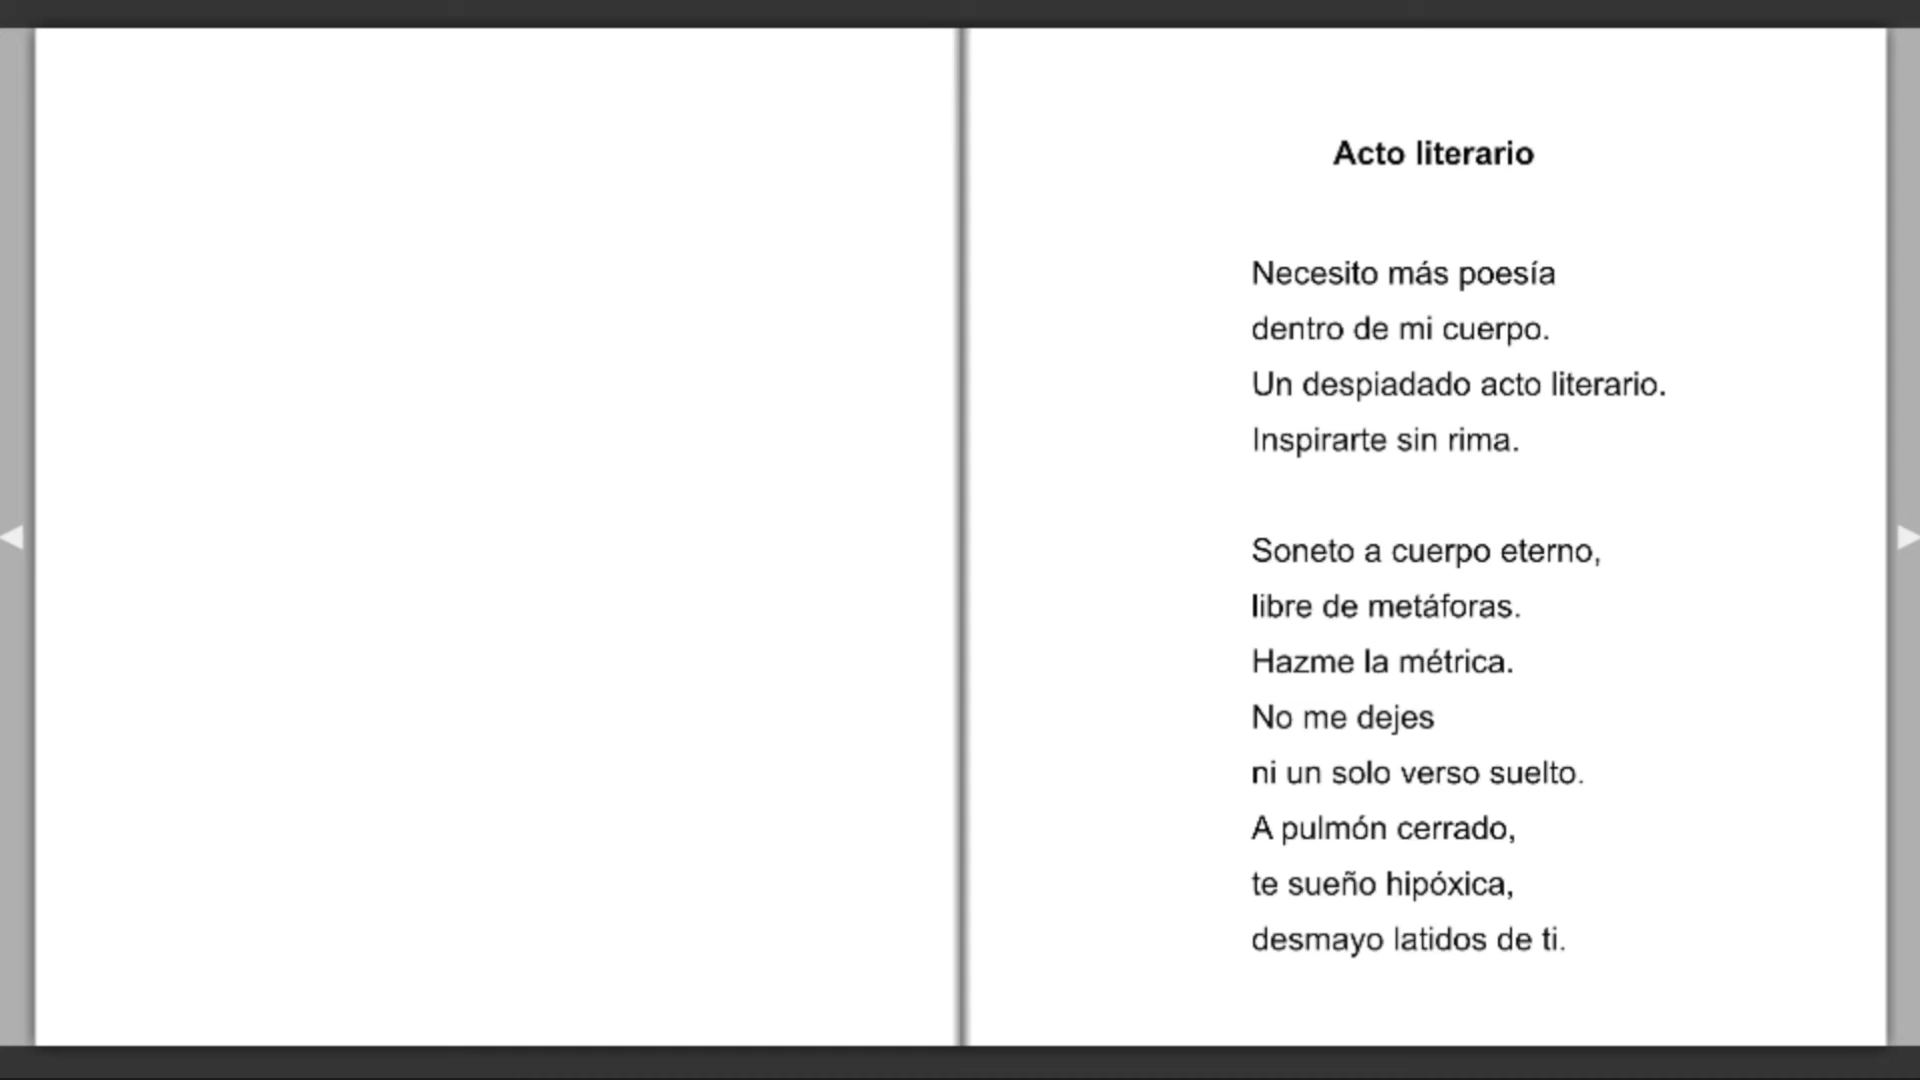 Acto literario
Necesito más poesía
dentro de mi cuerpo.
Un despiadado acto literario.
Inspirarte sin rima.
Soneto a cuerpo eterno,
libre de metáforas.
Hazme la métrica.
No me dejes
ni un solo verso suelto.
A pulmón cerrado,
te sueño hipóxica,
desmayo latidos de ti.